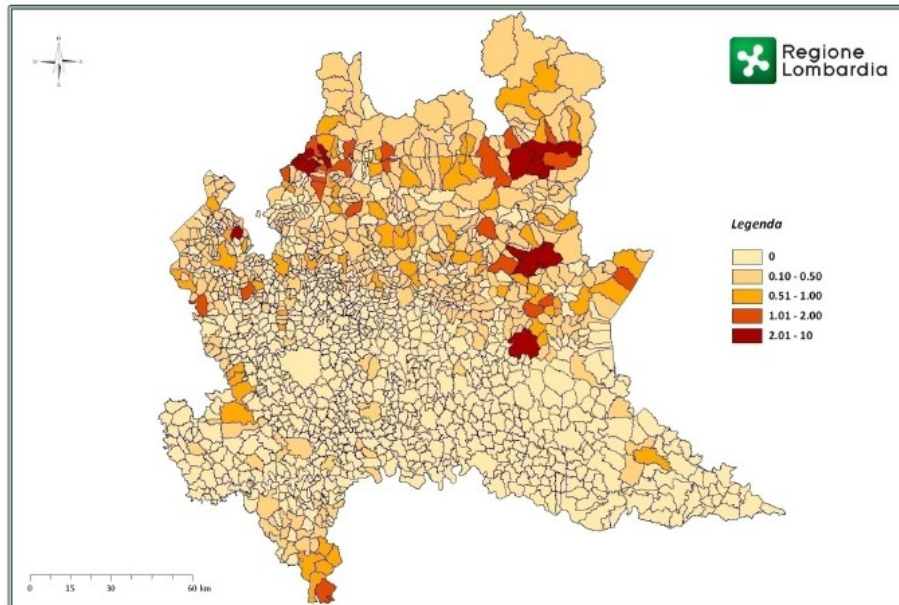 N
S
Regione
Lombardia
Legenda
0
0.10 - 0.50
0.51 - 1.00
1.01 - 2.00
2.01 - 10
0 15 30 60 km